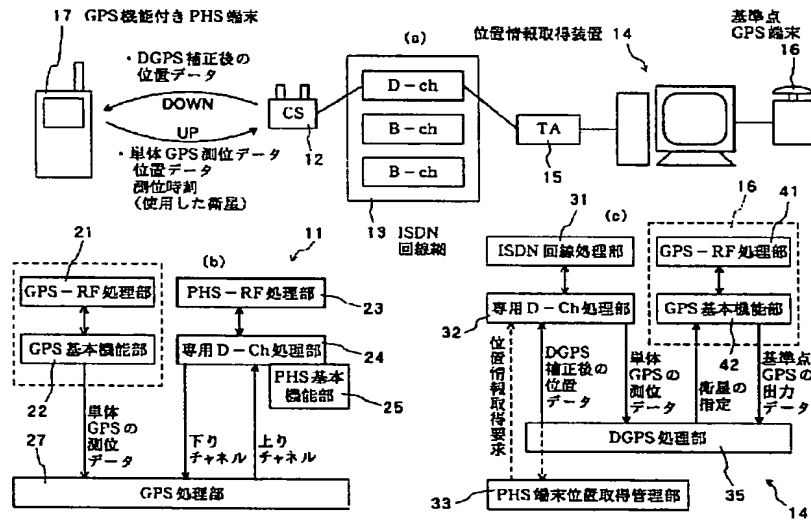 17 GPS機能付きPHS端末
・DGPS補正後の
位置データ
DOWN
UP
・単体GPS測位データ
位置データ
測位時刻
(使用した衛星)
CS
12
(a)
D-ch
B-ch
B-ch
13
ISDN
回線網
位置情報取得装置 14
TA
15
基準点
GPS端末
16
11
(b)
21
GPS-RF処理部
GPS基本機能部
22
単体
GPSの
測位
データ
PHS-RF処理部
23
専用D-Ch処理部
24
PHS基本
機能部
25
下り
チャネル
上り
チャネル
27
GPS処理部
(c)
31
ISDN回線処理部
専用D-Ch処理部
32
位置情報取得要求
DGPS
補正後の
位置データ
単体
GPSの
測位
データ
16
41
GPS-RF処理部
GPS基本機能部
42
衛星の
指定
基準点
GPSの
出力
データ
DGPS処理部
35
33
PHS端末位置取得管理部
14